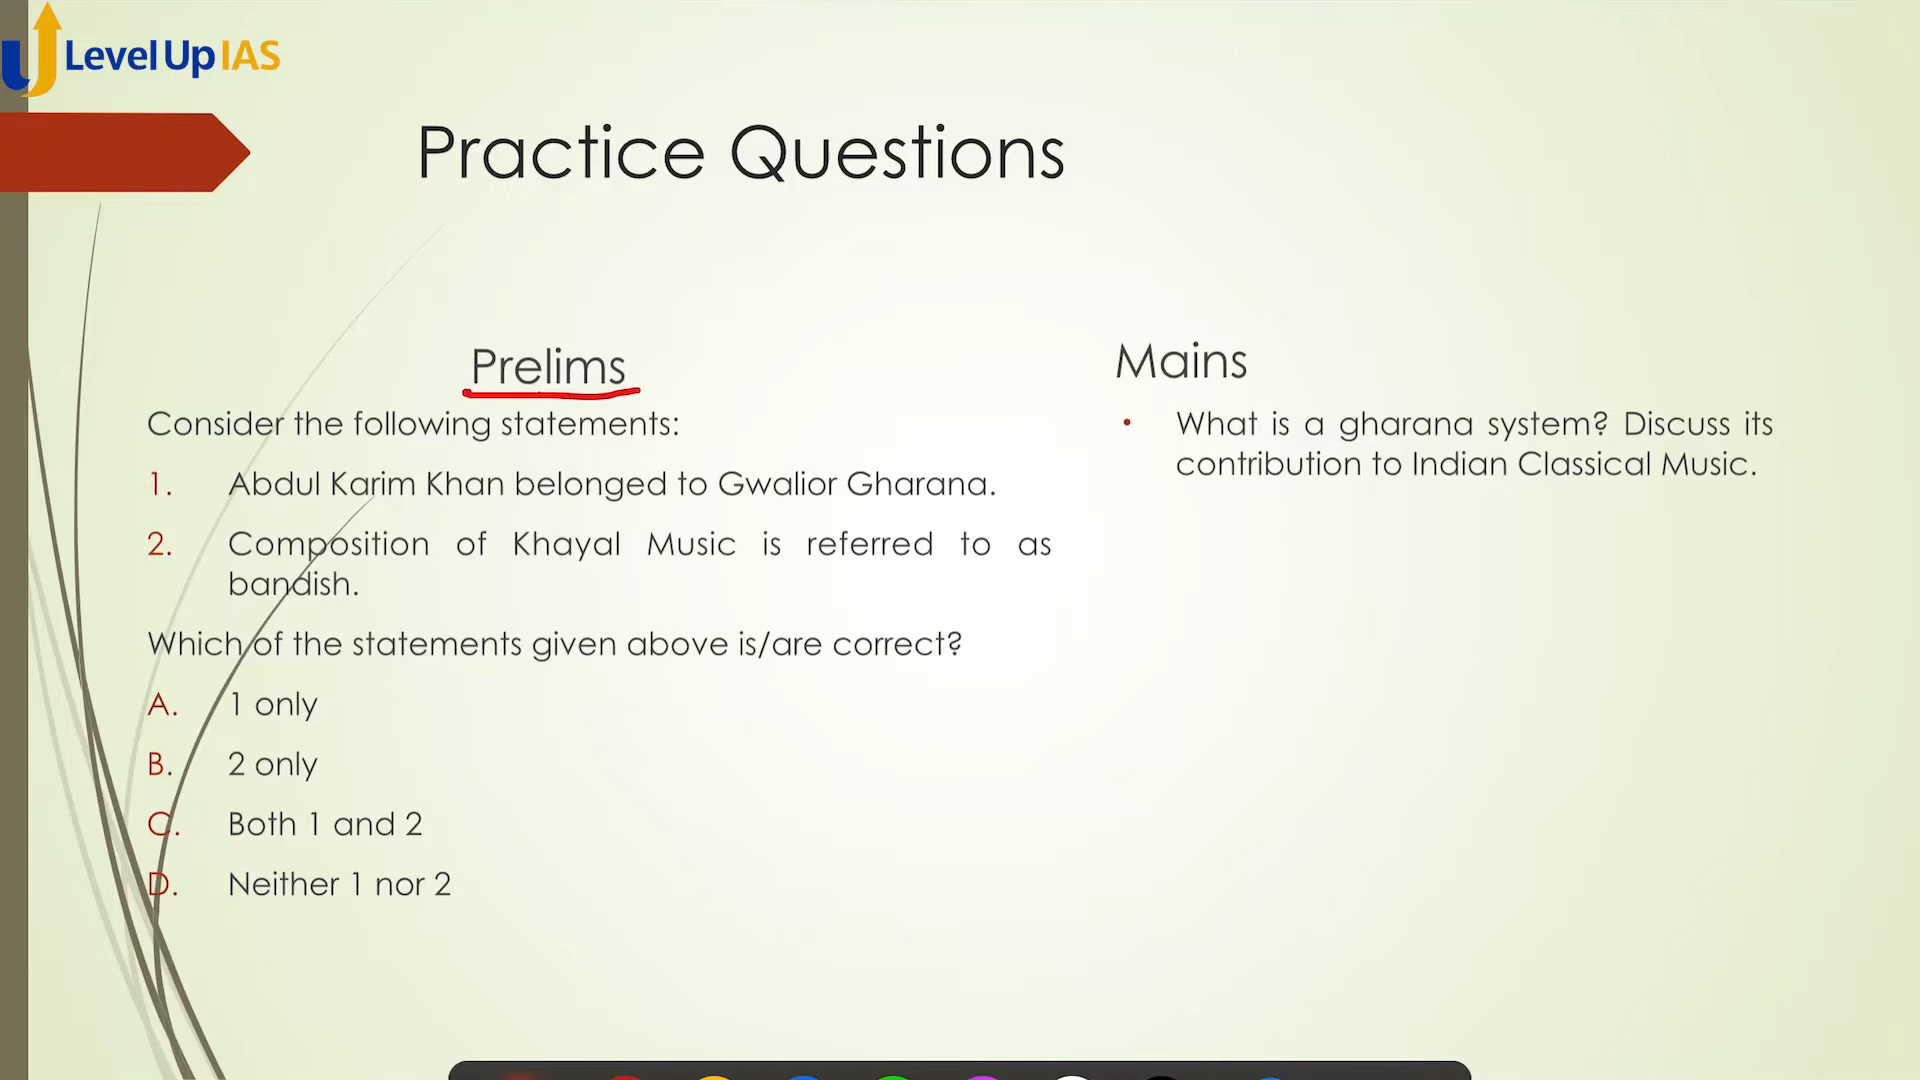 Level Up IAS
Practice Questions
Prelims
Consider the following statements:
1. Abdul Karim Khan belonged to Gwalior Gharana.
2. Composition of Khayal Music is referred to as
bandish.
Which of the statements given above is/are correct?
A. 1 only
B. 2 only
C. Both 1 and 2
D. Neither 1 nor 2
Mains
• What is a gharana system? Discuss its
contribution to Indian Classical Music.